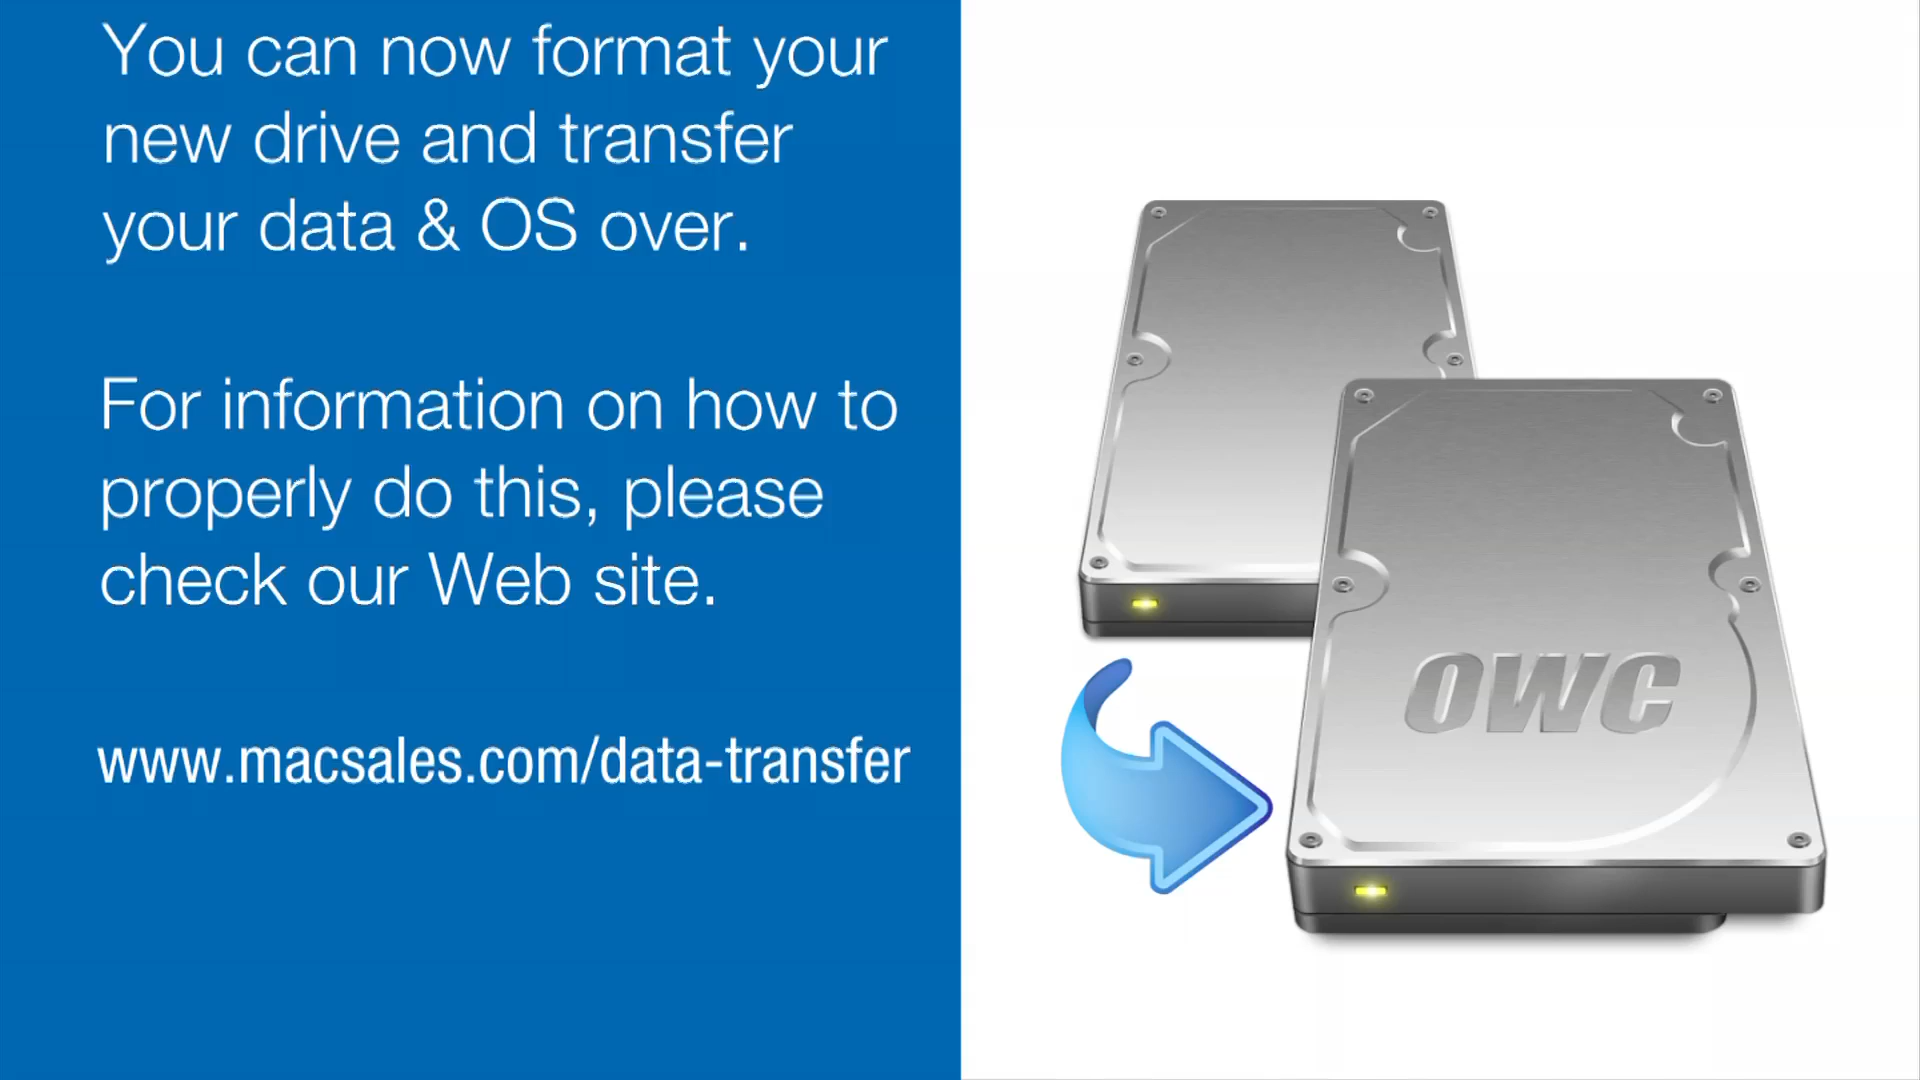 You can now format your
new drive and transfer
your data & OS over.
For information on how to
properly do this, please
check our Web site.
www.macsales.com/data-transfer
OWC